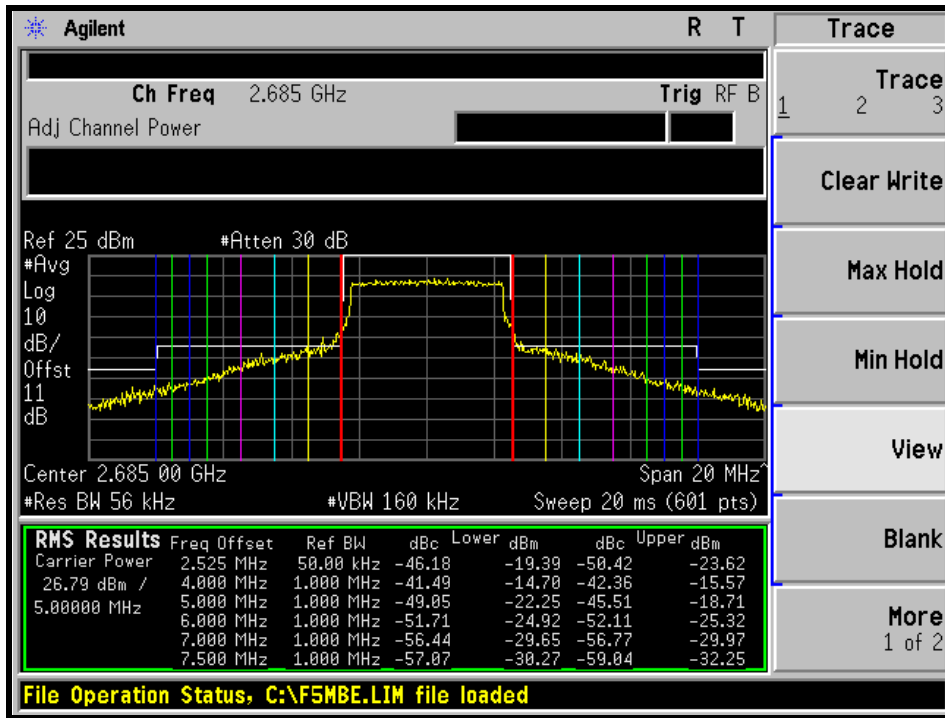 Agilent R T Trace
Ch Freq 2.685 GHz Trig RF B
Adj Channel Power
Trace
1 2 3
Clear Write
Max Hold
Min Hold
View
Blank
More
1 of 2
Ref 25 dBm #Atten 30 dB
#Avg
Log
10
dB/
Offst
11
dB
Center 2.685 00 GHz Span 20 MHz^
#Res BW 56 kHz #VBW 160 kHz Sweep 20 ms (601 pts)
RMS Results Freq Offset Ref BW dBc Lower dBm dBc Upper dBm
Carrier Power 2.525 MHz 50.00 kHz -46.18 -19.39 -50.42 -23.62
26.79 dBm / 4.000 MHz 1.000 MHz -41.49 -14.70 -42.36 -15.57
5.00000 MHz 5.000 MHz 1.000 MHz -49.05 -22.25 -45.51 -18.71
6.000 MHz 1.000 MHz -51.71 -24.92 -52.11 -25.32
7.000 MHz 1.000 MHz -56.44 -29.65 -56.77 -29.97
7.500 MHz 1.000 MHz -57.07 -30.27 -59.04 -32.25
File Operation Status, C:\F5MBE.LIM file loaded